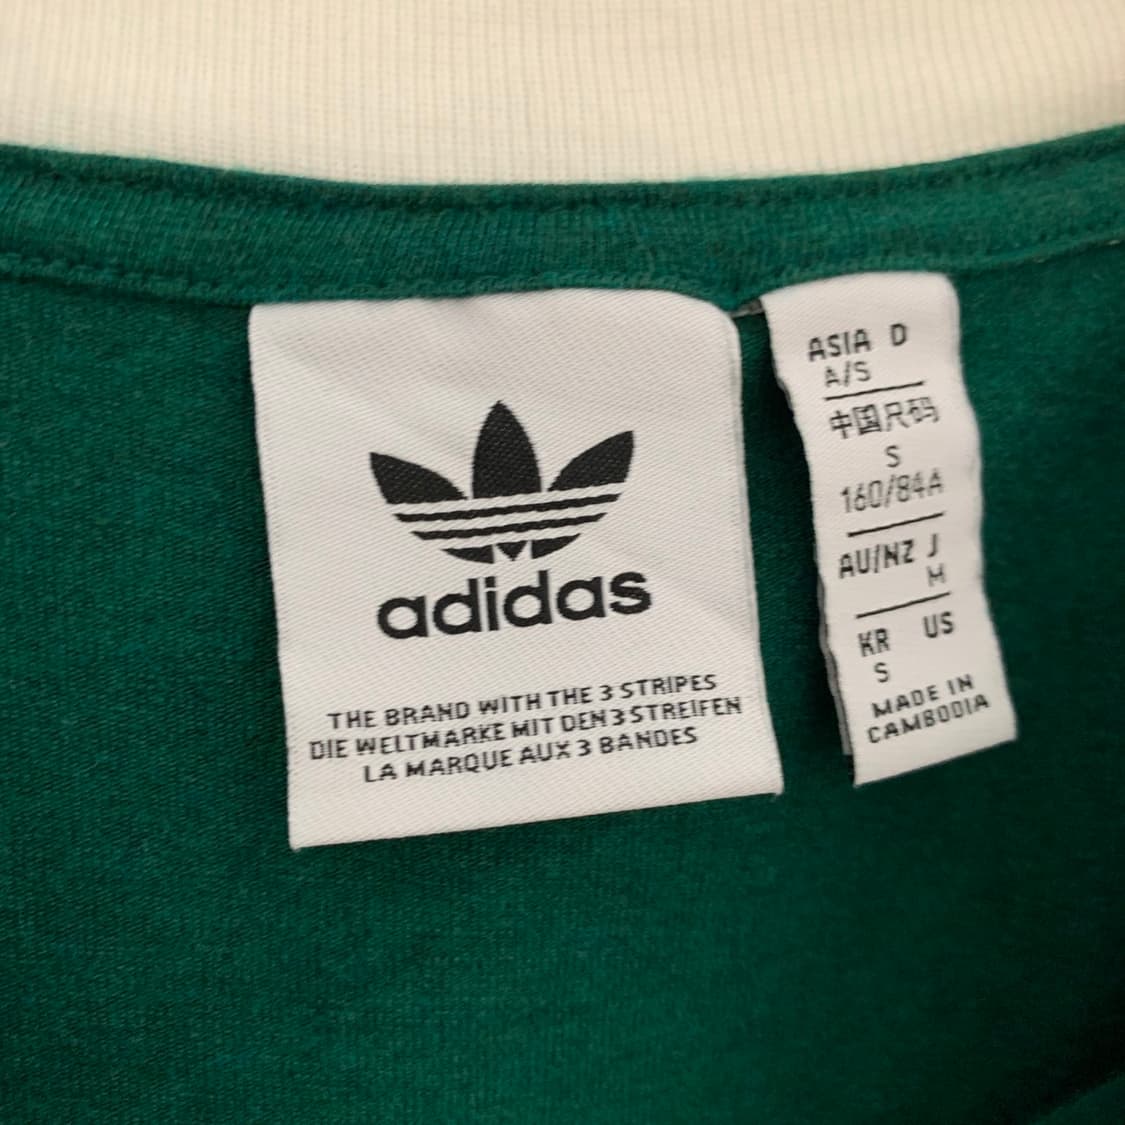 adidas
THE BRAND WITH THE 3 STRIPES
DIE WELTMARKE MIT DEN 3 STREIFEN
LA MARQUE AUX 3 BANDES
ASIA D
A/S
中国尺码
S
160/84A
AU/NZ J
M
KR US
S
MADE IN
CAMBODIA